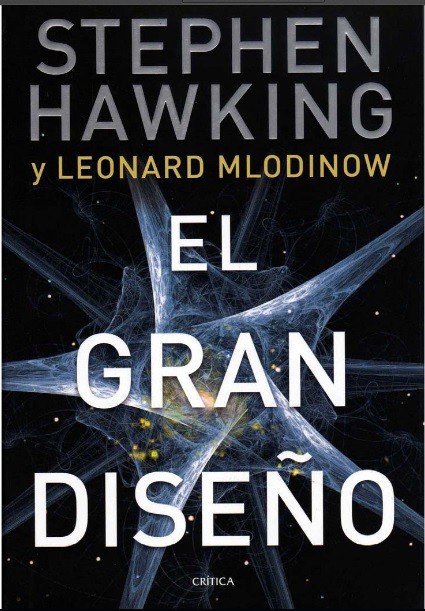 STEPHEN
HAWKING
y LEONARD MLODINOW
EL
GRAN
DISEÑO
CRÍTICA